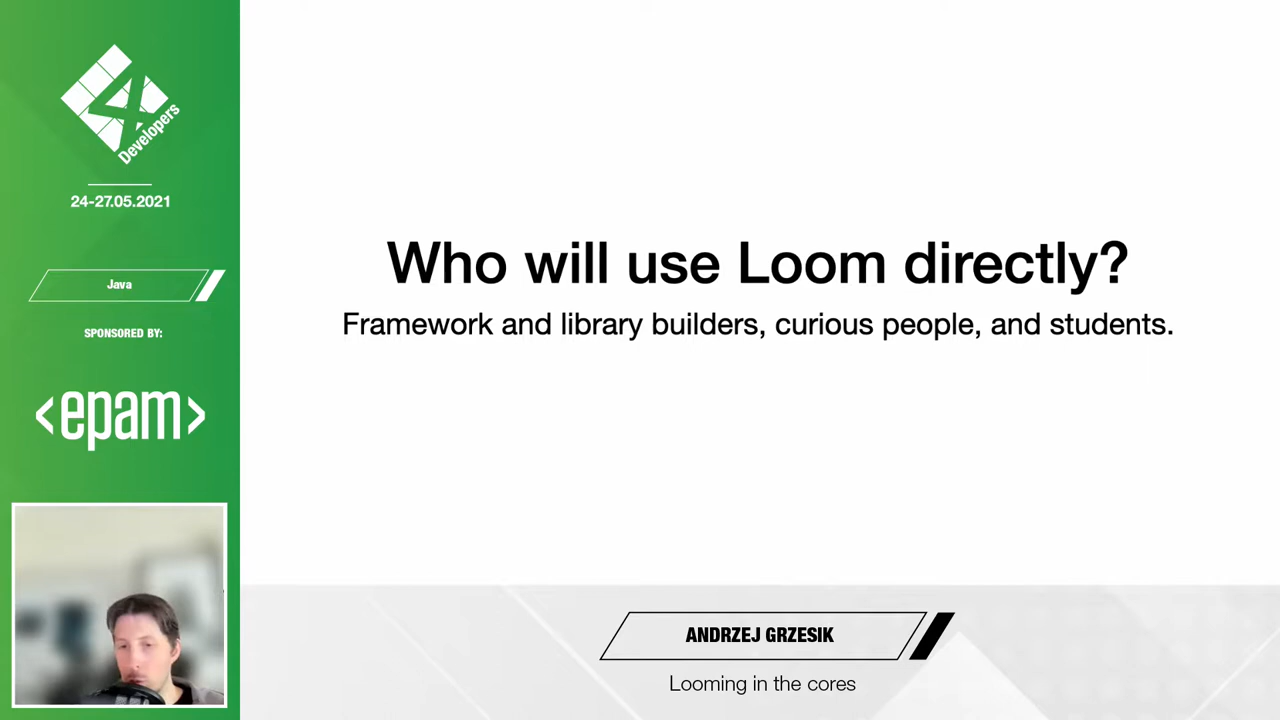 4
Developers
24-27.05.2021
Java
SPONSORED BY:
<epam>
Who will use Loom directly?
Framework and library builders, curious people, and students.
ANDRZEJ GRZESIK
Looming in the cores